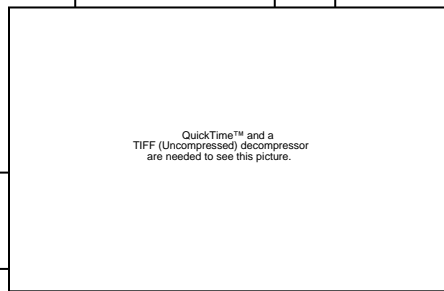 QuickTime™ and a
TIFF (Uncompressed) decompressor
are needed to see this picture.